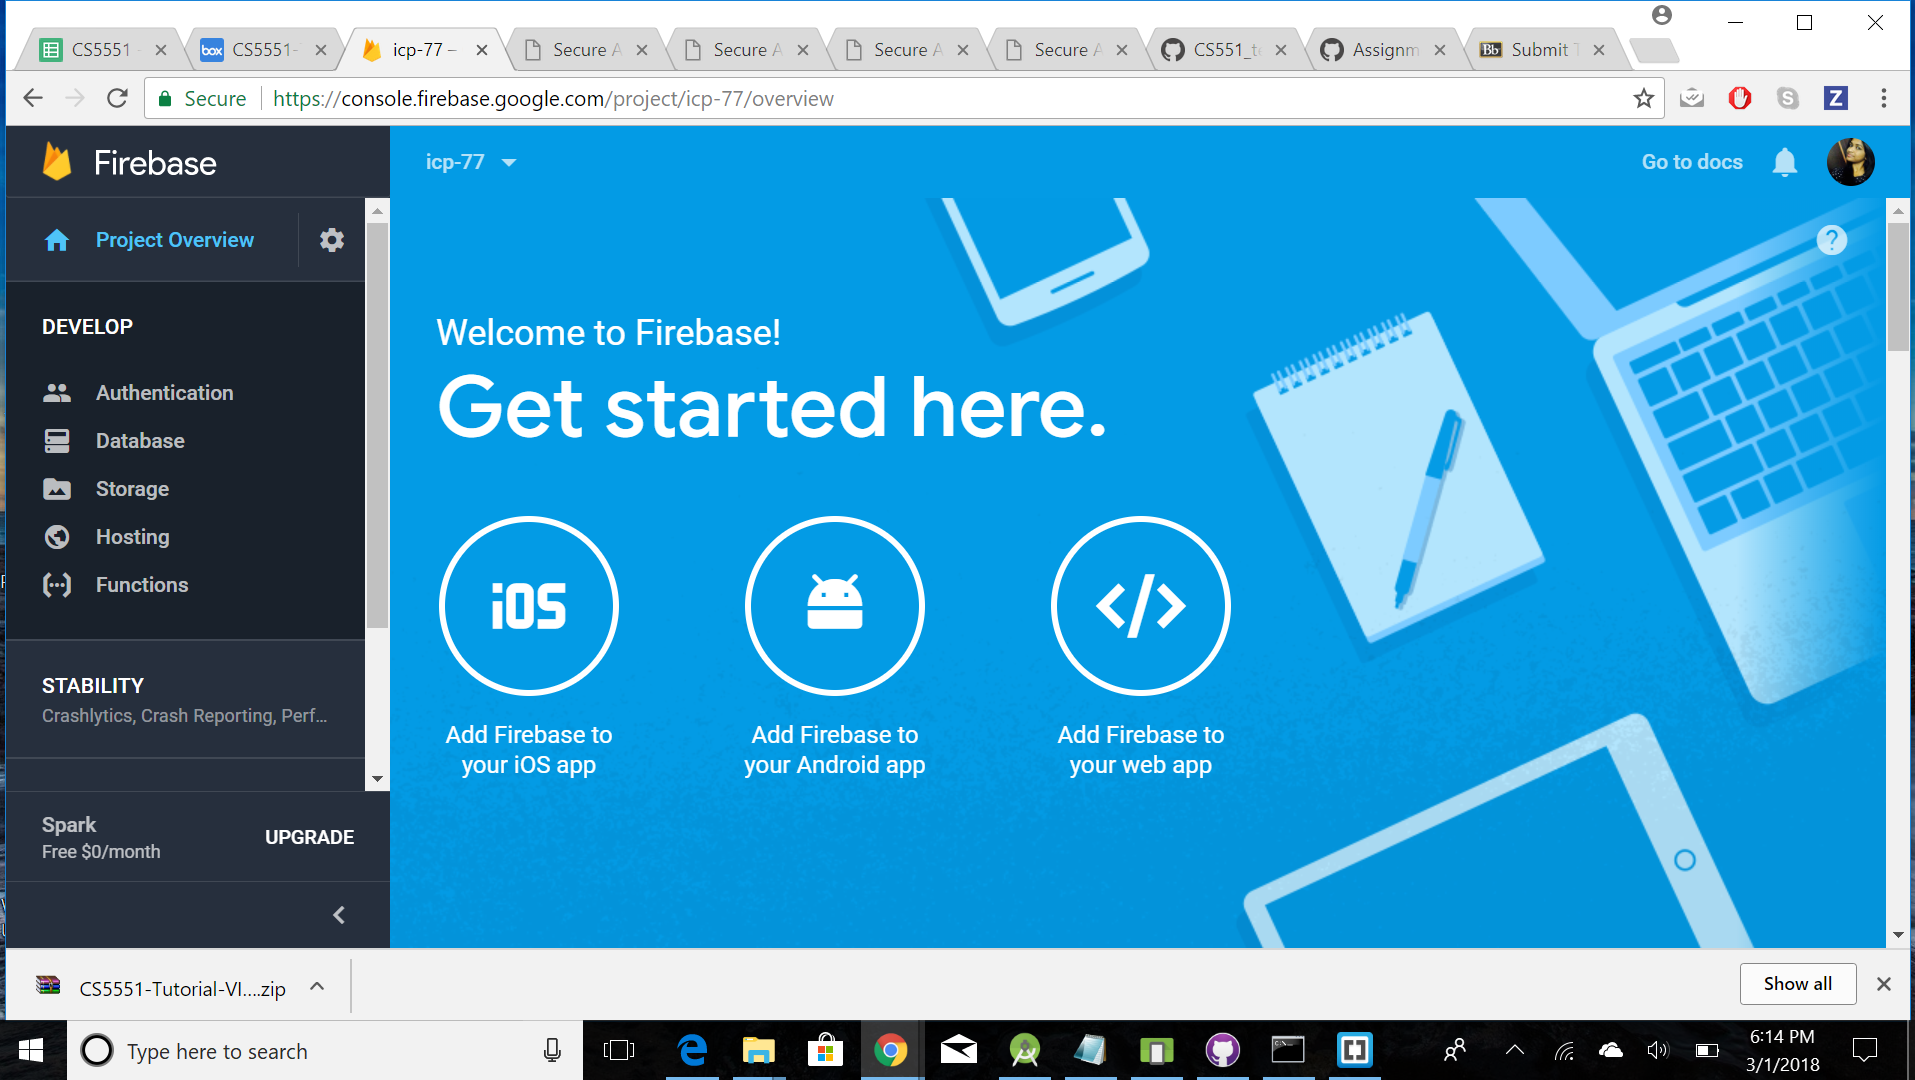 CS5551 -
CS5551-
icp-77 –
Secure A
Secure A
Secure A
Secure A
CS551_te
Assignm
Submit T
box
Bb
Secure
https://console.firebase.google.com/project/icp-77/overview
Z
Firebase
icp-77
Go to docs
Project Overview
?
DEVELOP
Authentication
Database
Storage
Hosting
Functions
STABILITY
Crashlytics, Crash Reporting, Perf...
Spark
Free $0/month
UPGRADE
Welcome to Firebase!
Get started here.
iOS
</>
Add Firebase to
your iOS app
Add Firebase to
your Android app
Add Firebase to
your web app
CS5551-Tutorial-VI....zip
Show all
Type here to search
6:14 PM
3/1/2018